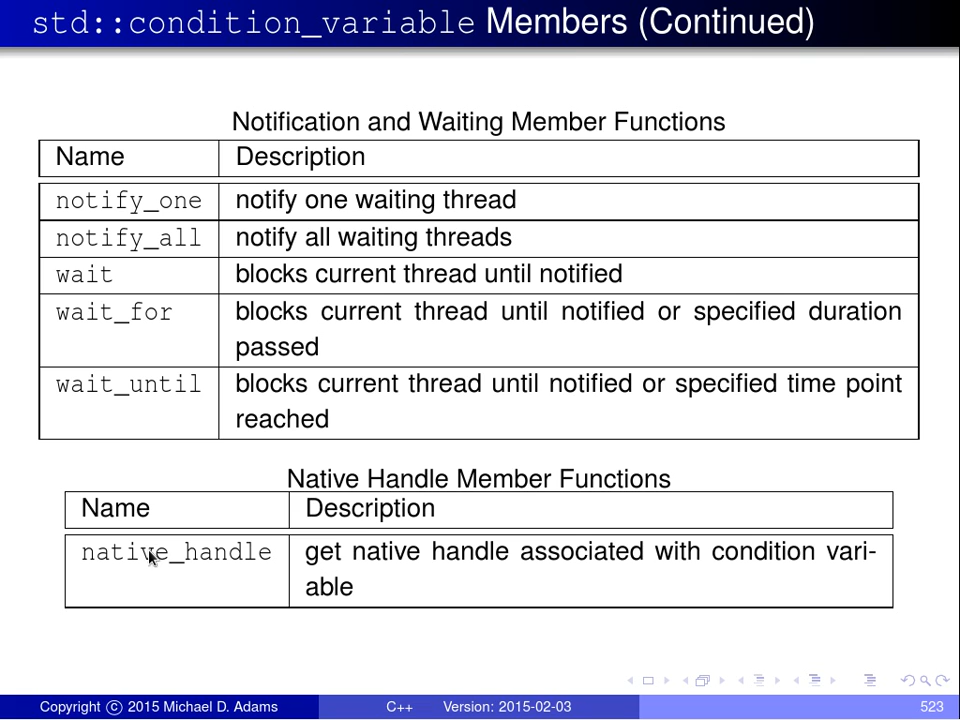 std::condition_variable Members (Continued)
Notification and Waiting Member Functions
Name Description
notify_one notify one waiting thread
notify_all notify all waiting threads
wait blocks current thread until notified
wait_for blocks current thread until notified or specified duration
passed
wait_until blocks current thread until notified or specified time point
reached
Native Handle Member Functions
Name Description
native_handle get native handle associated with condition vari-
able
Copyright © 2015 Michael D. Adams C++ Version: 2015-02-03 523